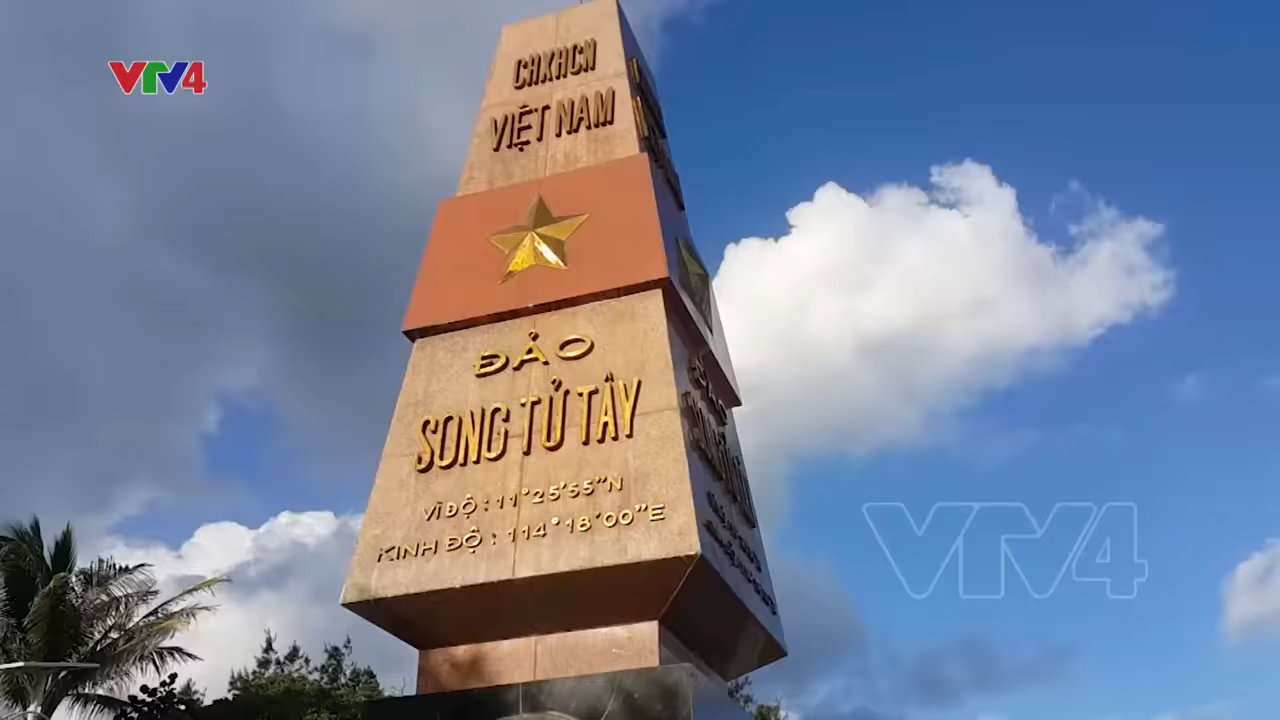 VTV4
CHXHCN
VIỆT NAM
ĐẢO
SONG TỬ TÂY
VĨ ĐỘ : 11°25'55"N
KINH ĐỘ : 114°18'00"E
VTV4